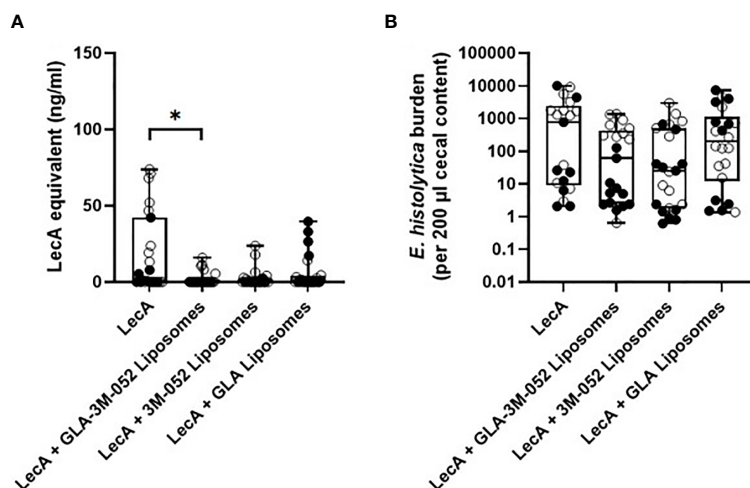 A
LecA equivalent (ng/ml)
150
100
50
0
*
LecA
LecA + GLA-3M-052 Liposomes
LecA + 3M-052 Liposomes
LecA + GLA Liposomes
B
E. histolytica burden
(per 200 µl cecal content)
100000
10000
1000
100
10
1
0.1
0.01
LecA
LecA + GLA-3M-052 Liposomes
LecA + 3M-052 Liposomes
LecA + GLA Liposomes